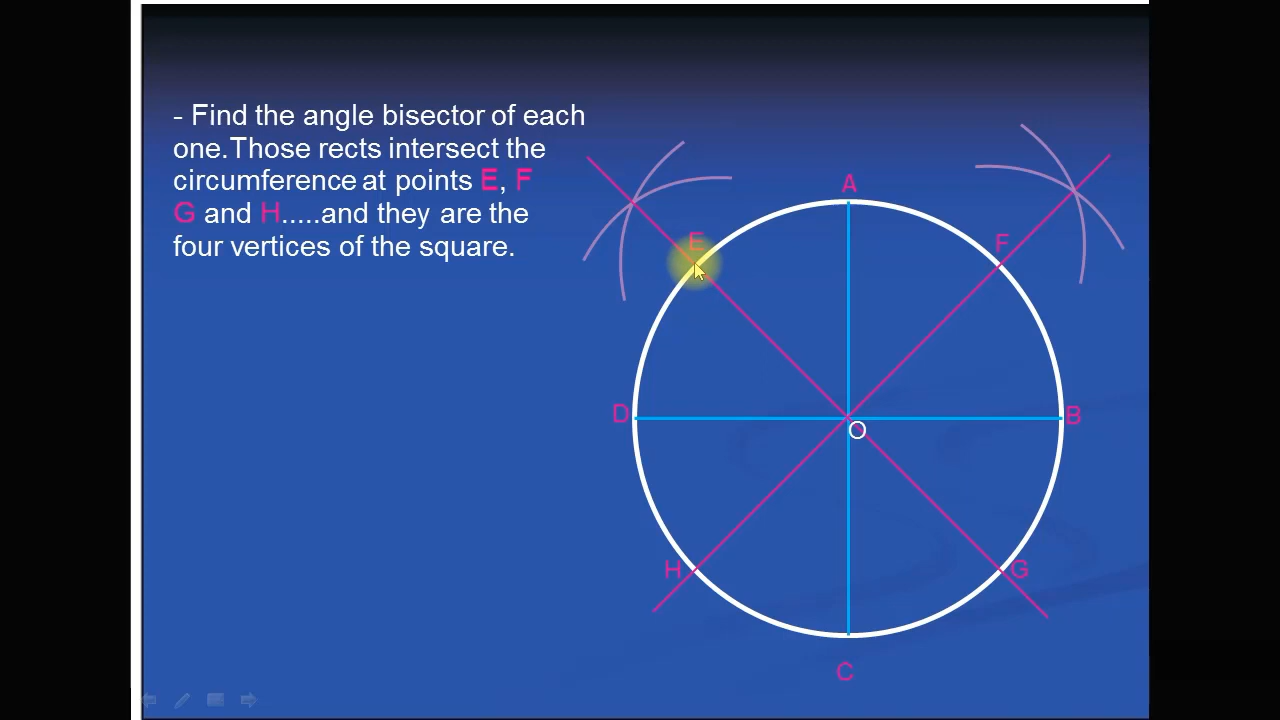 - Find the angle bisector of each
one.Those rects intersect the
circumference at points E, F
G and H.....and they are the
four vertices of the square.
A
E
F
D
B
O
H
G
C